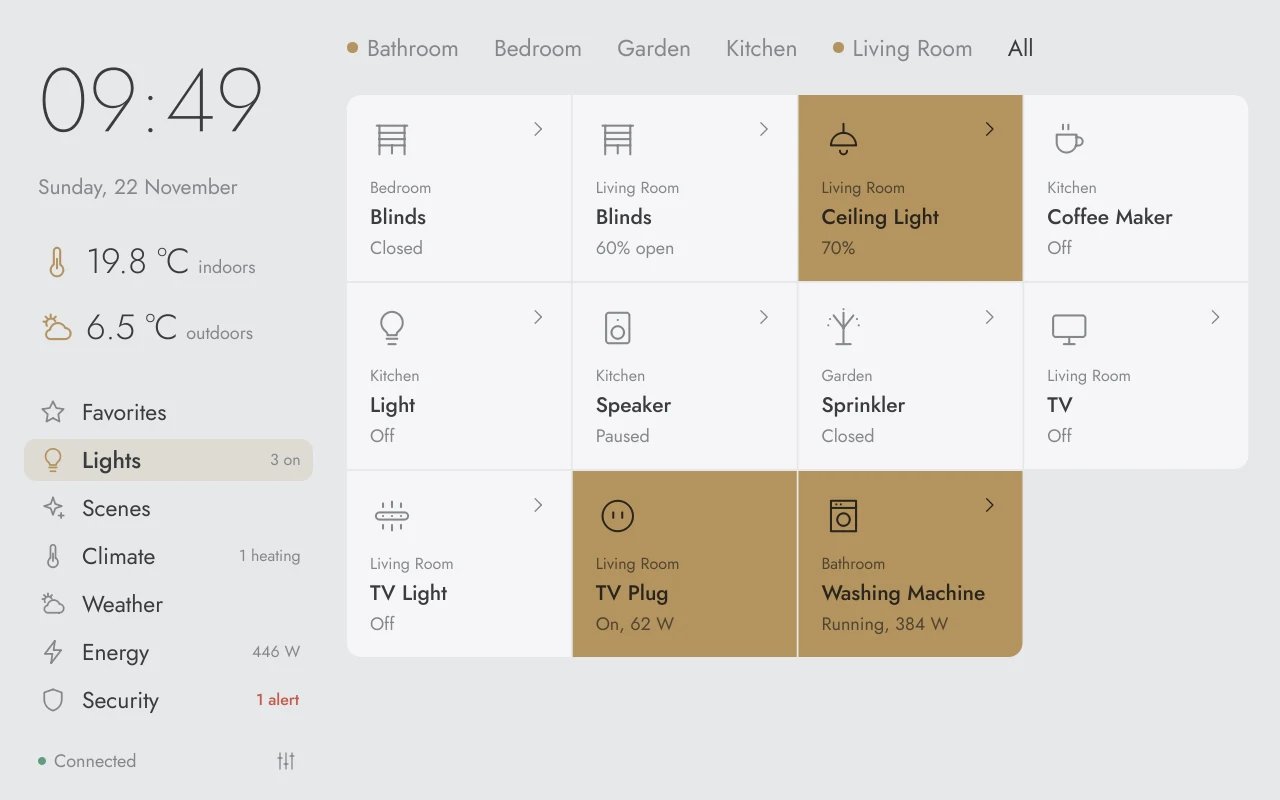 09:49
Sunday, 22 November
19.8 °C indoors
6.5 °C outdoors
Favorites
Lights 3 on
Scenes
Climate 1 heating
Weather
Energy 446 W
Security 1 alert
Connected
Bathroom Bedroom Garden Kitchen Living Room All
Bedroom
Blinds
Closed
Living Room
Blinds
60% open
Living Room
Ceiling Light
70%
Kitchen
Coffee Maker
Off
Kitchen
Light
Off
Kitchen
Speaker
Paused
Garden
Sprinkler
Closed
Living Room
TV
Off
Living Room
TV Light
Off
Living Room
TV Plug
On, 62 W
Bathroom
Washing Machine
Running, 384 W